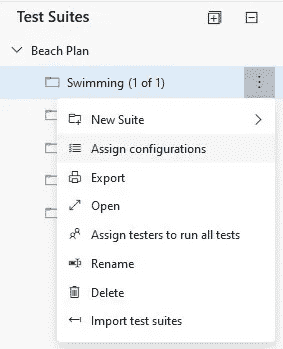 Test Suites
Beach Plan
Swimming (1 of 1)
New Suite
Assign configurations
Export
Open
Assign testers to run all tests
Rename
Delete
Import test suites